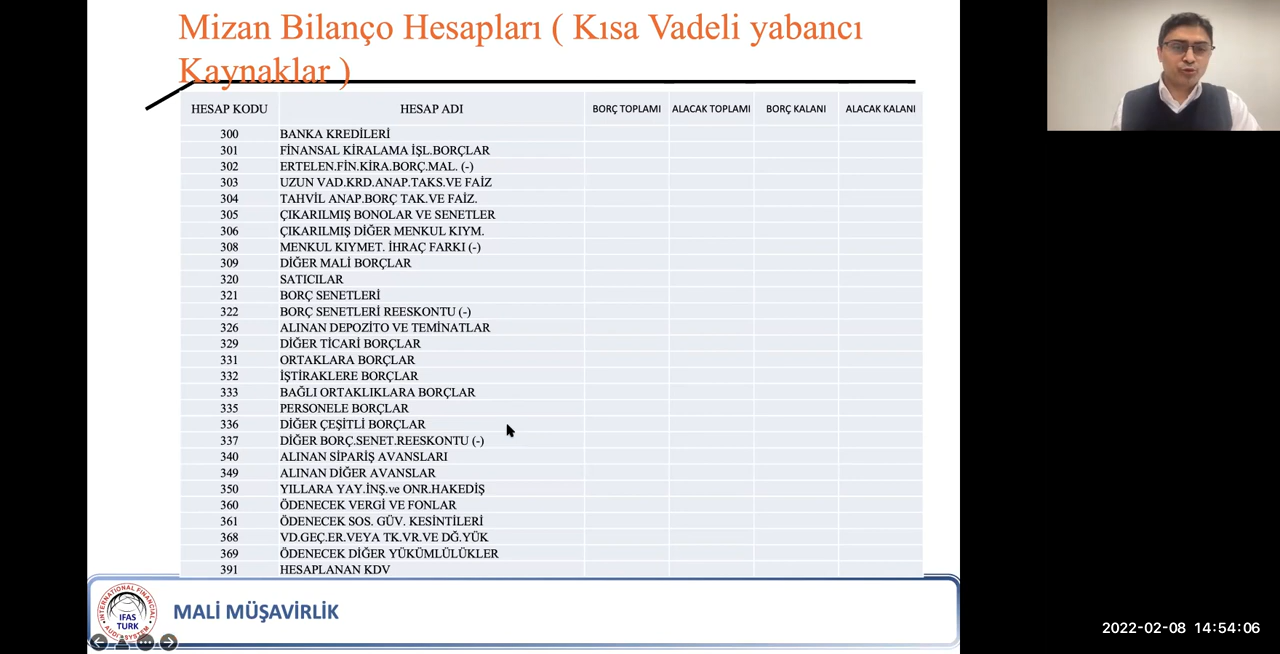 Mizan Bilanço Hesapları ( Kısa Vadeli yabancı
Kaynaklar )
HESAP KODU HESAP ADI BORÇ TOPLAMI ALACAK TOPLAMI BORÇ KALANI ALACAK KALANI
300 BANKA KREDİLERİ
301 FİNANSAL KİRALAMA İŞL.BORÇLAR
302 ERTELEN.FİN.KİRA.BORÇ.MAL. (-)
303 UZUN VAD.KRD.ANAP.TAKS.VE FAİZ
304 TAHVİL ANAP.BORÇ TAK.VE FAİZ.
305 ÇIKARILMIŞ BONOLAR VE SENETLER
306 ÇIKARILMIŞ DİĞER MENKUL KIYM.
308 MENKUL KIYMET. İHRAÇ FARKI (-)
309 DİĞER MALİ BORÇLAR
320 SATICILAR
321 BORÇ SENETLERİ
322 BORÇ SENETLERİ REESKONTU (-)
326 ALINAN DEPOZİTO VE TEMİNATLAR
329 DİĞER TİCARİ BORÇLAR
331 ORTAKLARA BORÇLAR
332 İŞTİRAKLERE BORÇLAR
333 BAĞLI ORTAKLIKLARA BORÇLAR
335 PERSONELE BORÇLAR
336 DİĞER ÇEŞİTLİ BORÇLAR
337 DİĞER BORÇ.SENET.REESKONTU (-)
340 ALINAN SİPARİŞ AVANSLARI
349 ALINAN DİĞER AVANSLAR
350 YILLARA YAY.İNŞ.ve ONR.HAKEDİŞ
360 ÖDENECEK VERGİ VE FONLAR
361 ÖDENECEK SOS. GÜV. KESİNTİLERİ
368 VD.GEÇ.ER.VEYA TK.VR.VE DĞ.YÜK
369 ÖDENECEK DİĞER YÜKÜMLÜLÜKLER
391 HESAPLANAN KDV
INTERNATIONAL FINANCIAL
IFAS
TURK
AUDIT SYSTEM
MALİ MÜŞAVİRLİK
2022-02-08 14:54:06